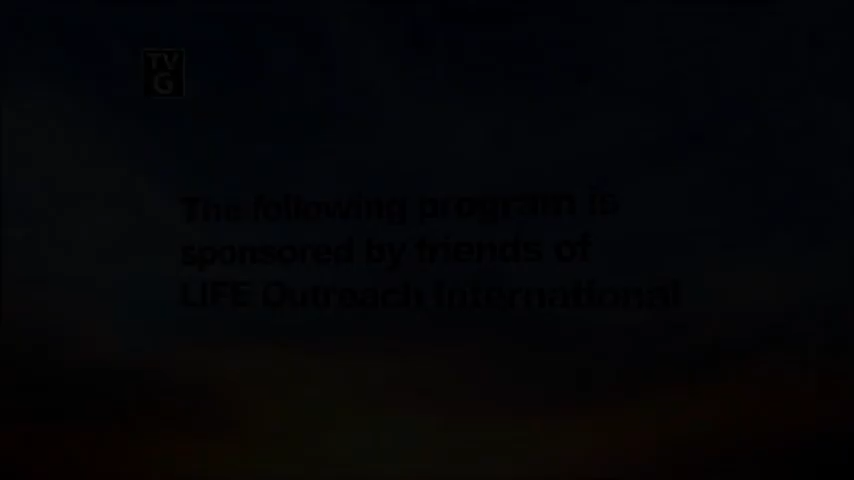 TV
G
The following program is
sponsored by friends of
LIFE Outreach International